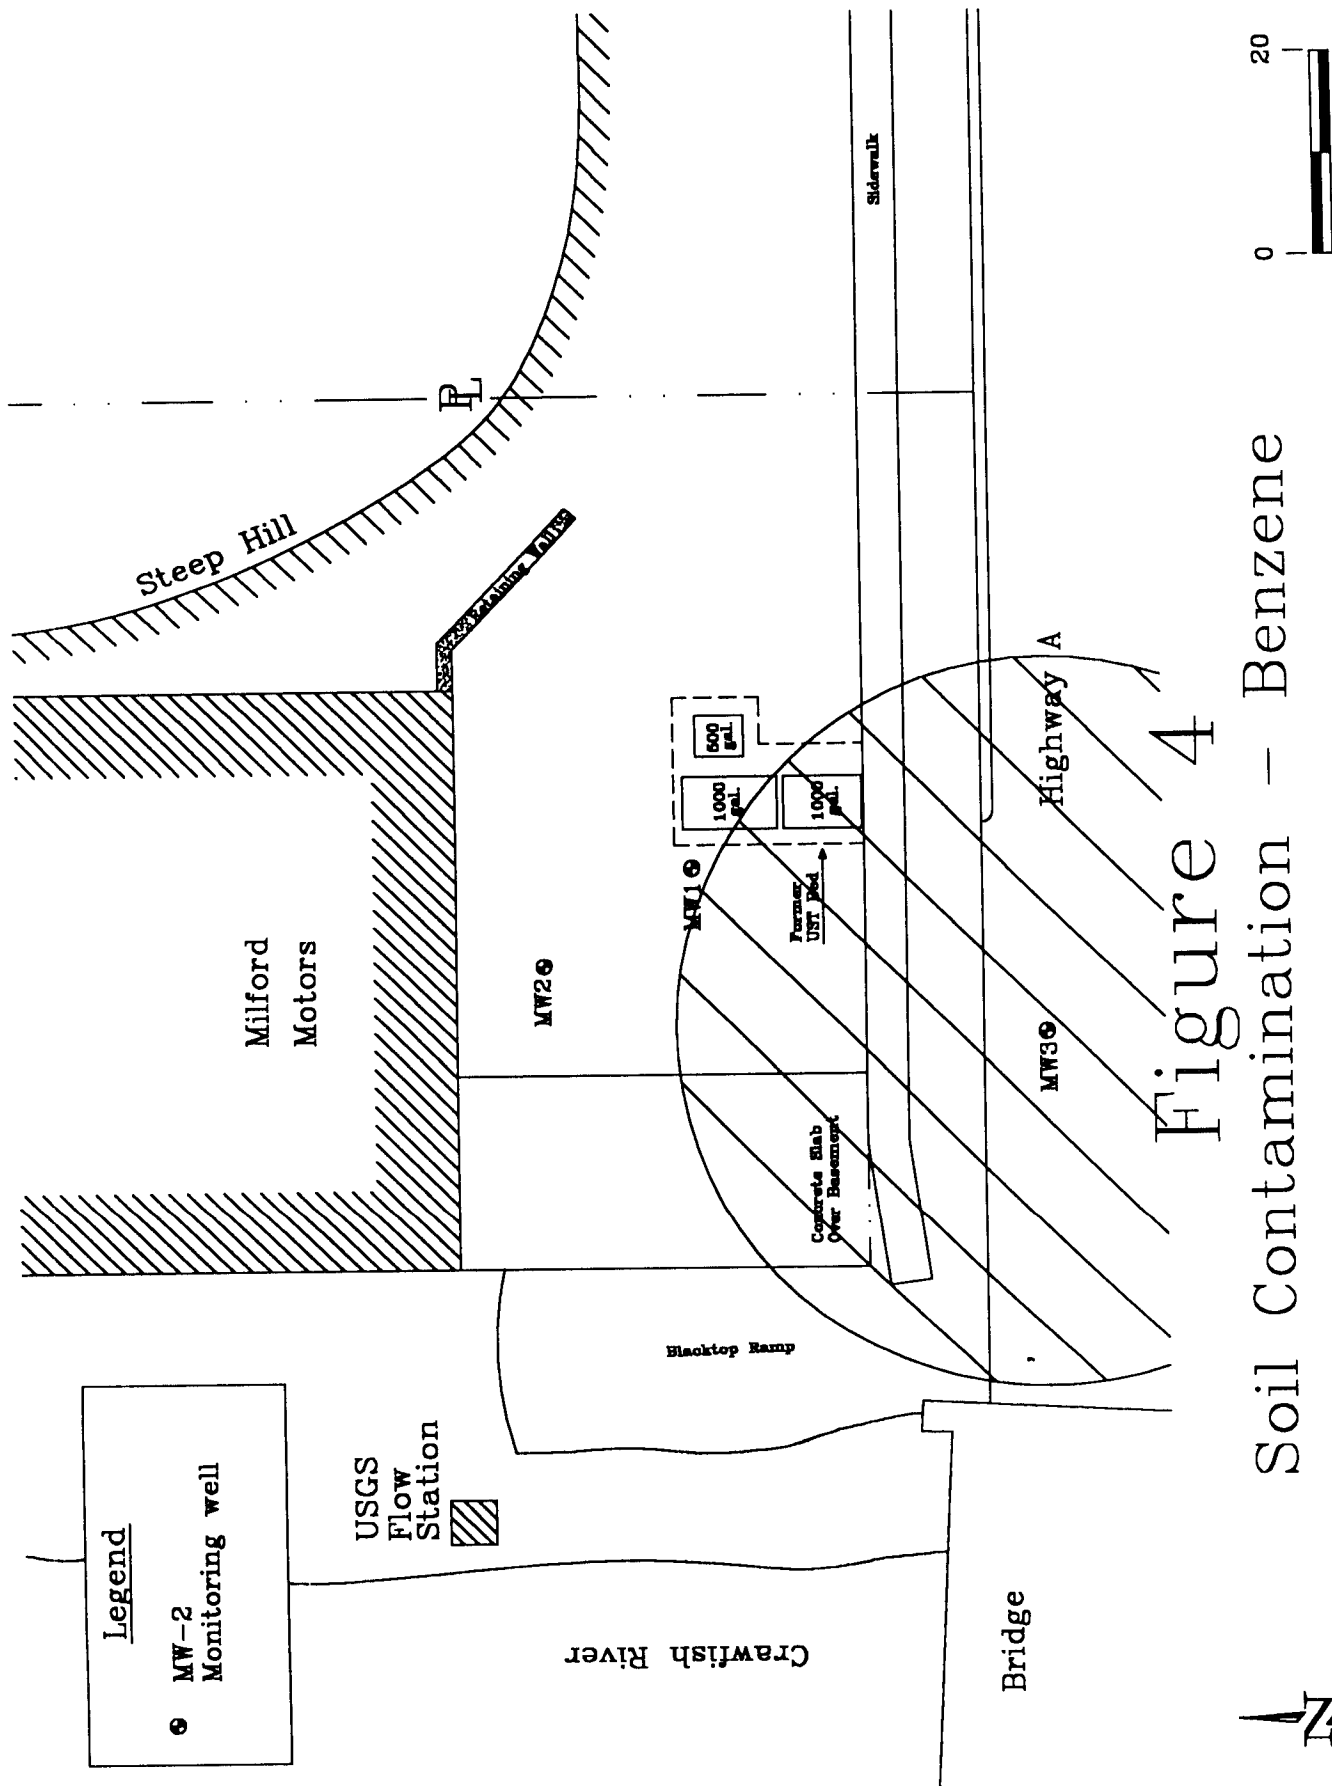 Legend
MW-2
Monitoring well
USGS
Flow
Station
Crawfish River
Bridge
Blacktop Ramp
Milford
Motors
Steep Hill
PL
Retaining Wall
MW2
MW1
MW3
500
gal.
1000
gal.
1000
gal.
Former
UST Bed
Concrete Slab
Over Basement
Sidewalk
Highway A
0
20
N
Figure 4
Soil Contamination - Benzene